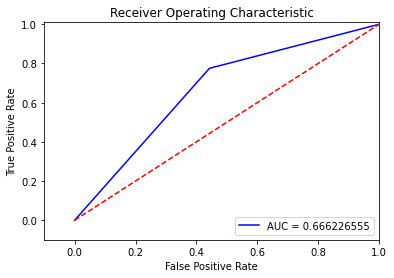 Receiver Operating Characteristic
True Positive Rate
1.0
0.8
0.6
0.4
0.2
0.0
AUC = 0.666226555
0.0 0.2 0.4 0.6 0.8 1.0
False Positive Rate